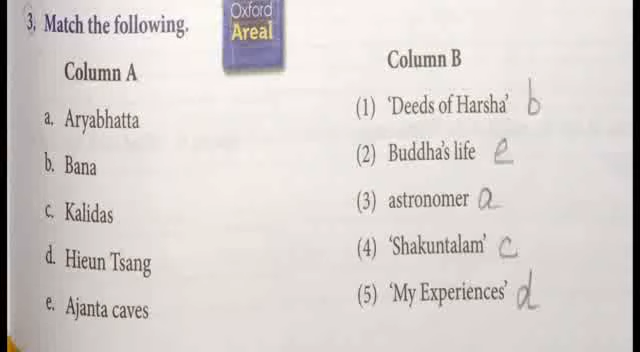 3. Match the following.
Oxford
Areal
Column A
Column B
a. Aryabhatta
(1) 'Deeds of Harsha' b
b. Bana
(2) Buddha's life e
c. Kalidas
(3) astronomer a
d. Hieun Tsang
(4) 'Shakuntalam' c
e. Ajanta caves
(5) 'My Experiences' d